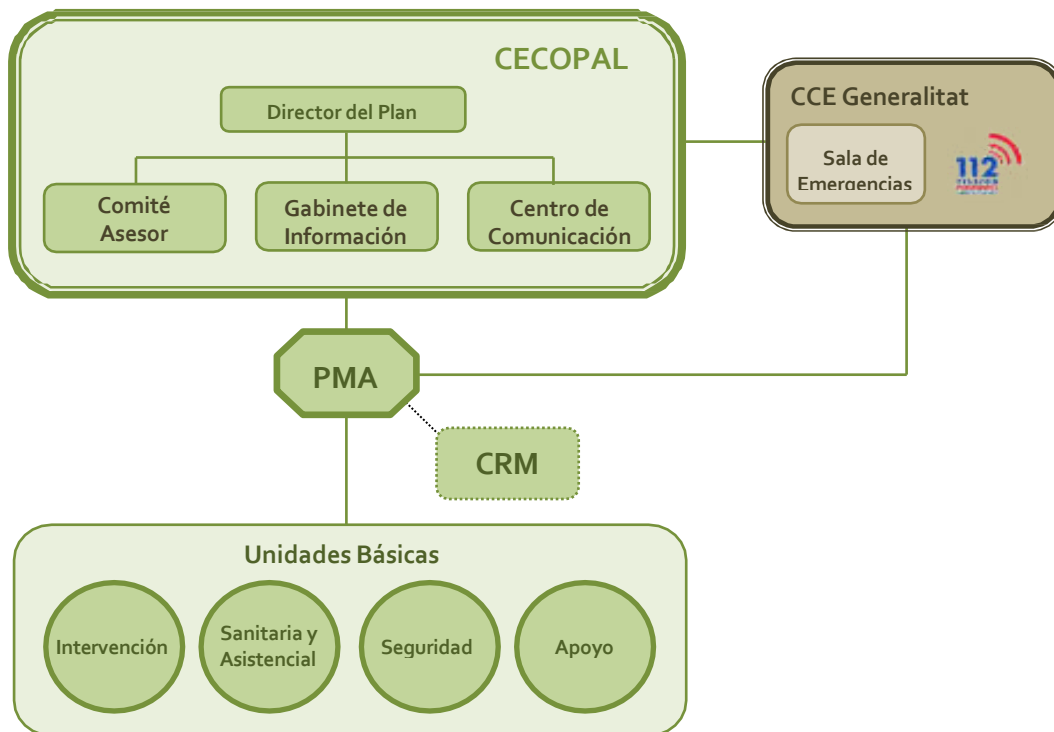 CECOPAL
Director del Plan
Comité
Asesor
Gabinete de
Información
Centro de
Comunicación
CCE Generalitat
Sala de
Emergencias
112
PMA
CRM
Unidades Básicas
Intervención
Sanitaria y
Asistencial
Seguridad
Apoyo